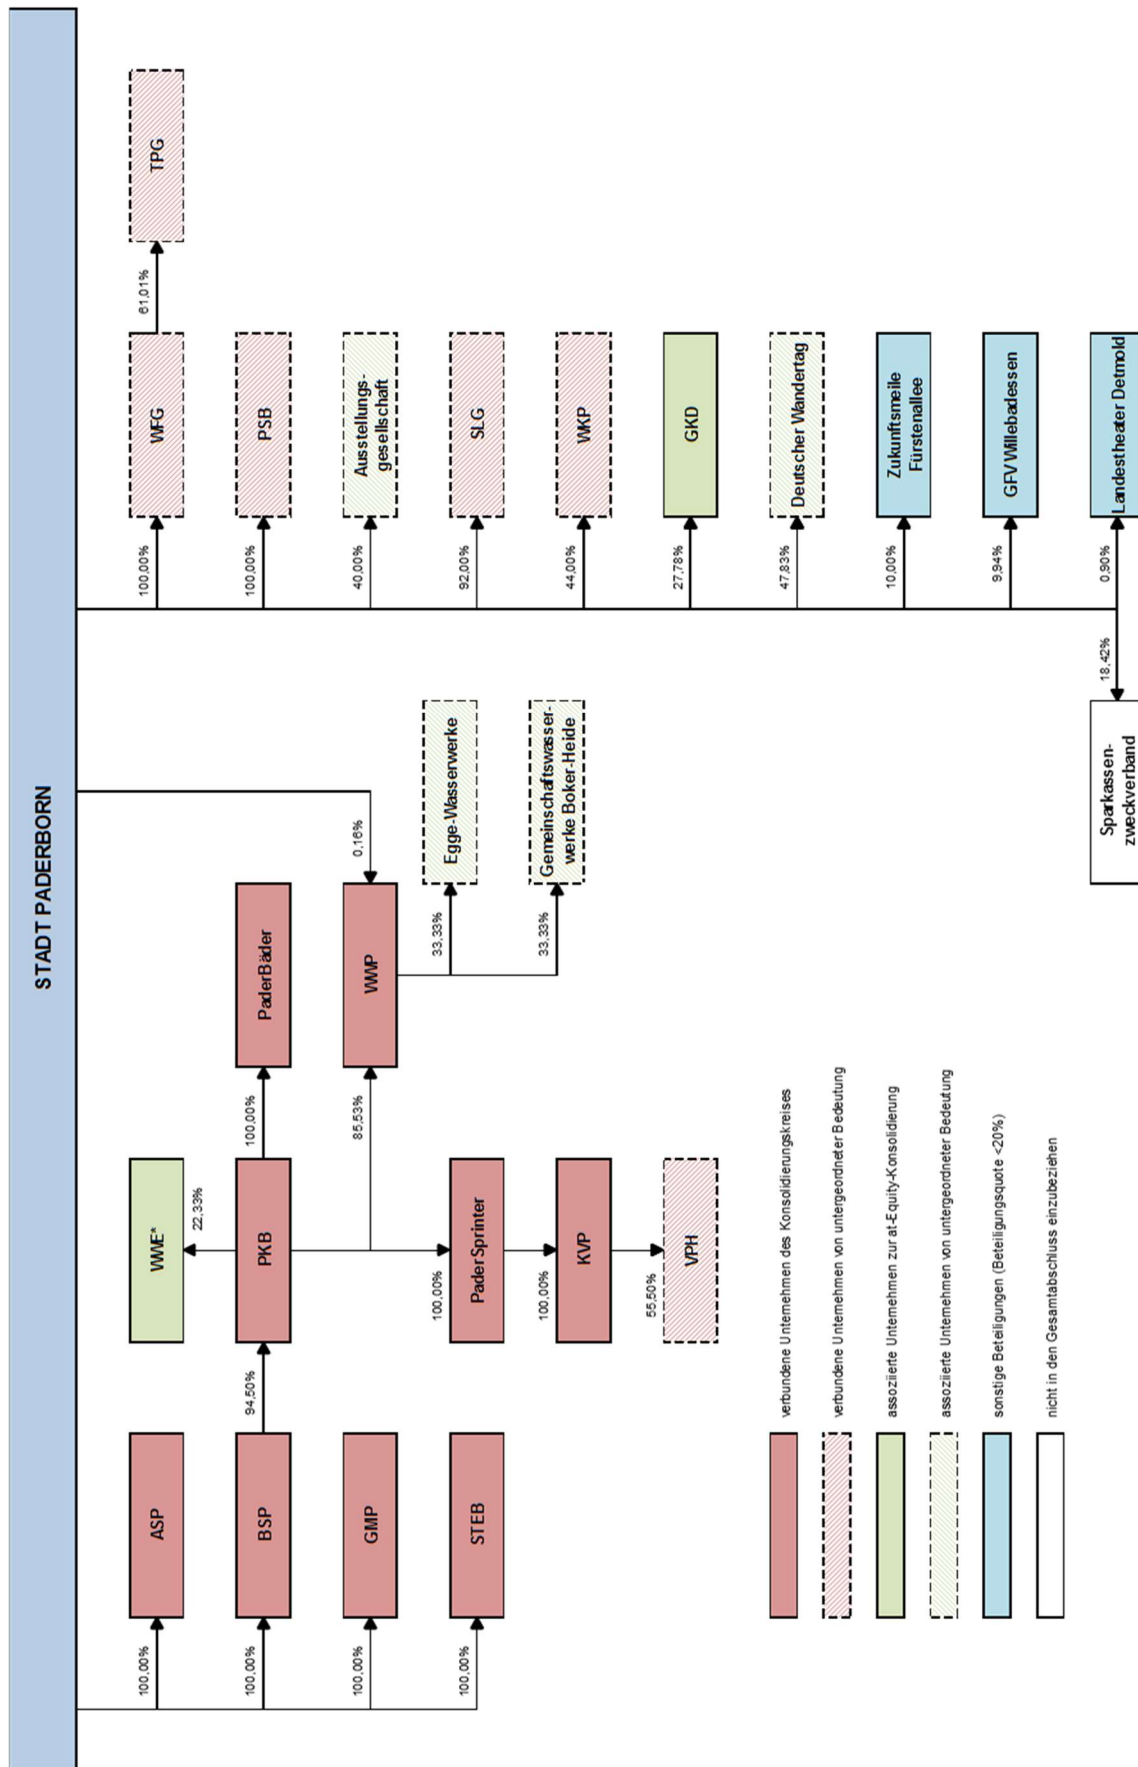 STADT PADERBORN
100,00%
ASP
100,00%
BSP
100,00%
GMP
100,00%
STEB
94,50%
WWE*
22,33%
PKB
100,00%
PaderBäder
85,53%
WWP
0,16%
100,00%
PaderSprinter
100,00%
KVP
55,50%
VPH
33,33%
Egge-Wasserwerke
33,33%
Gemeinschaftswasser-
werke Boker-Heide
100,00%
WFG
61,01%
TPG
100,00%
PSB
40,00%
Ausstellungs-
gesellschaft
92,00%
SLG
44,00%
WKP
27,78%
GKD
47,83%
Deutscher Wandertag
10,00%
Zukunftsmeile
Fürstenallee
9,94%
GFV Willebadessen
0,90%
Landestheater Detmold
18,42%
Sparkassen-
zweckverband
verbundene Unternehmen des Konsolidierungskreises
verbundene Unternehmen von untergeordneter Bedeutung
assoziierte Unternehmen zur at-Equity-Konsolidierung
assoziierte Unternehmen von untergeordneter Bedeutung
sonstige Beteiligungen (Beteiligungsquote <20%)
nicht in den Gesamtabschluss einzubeziehen